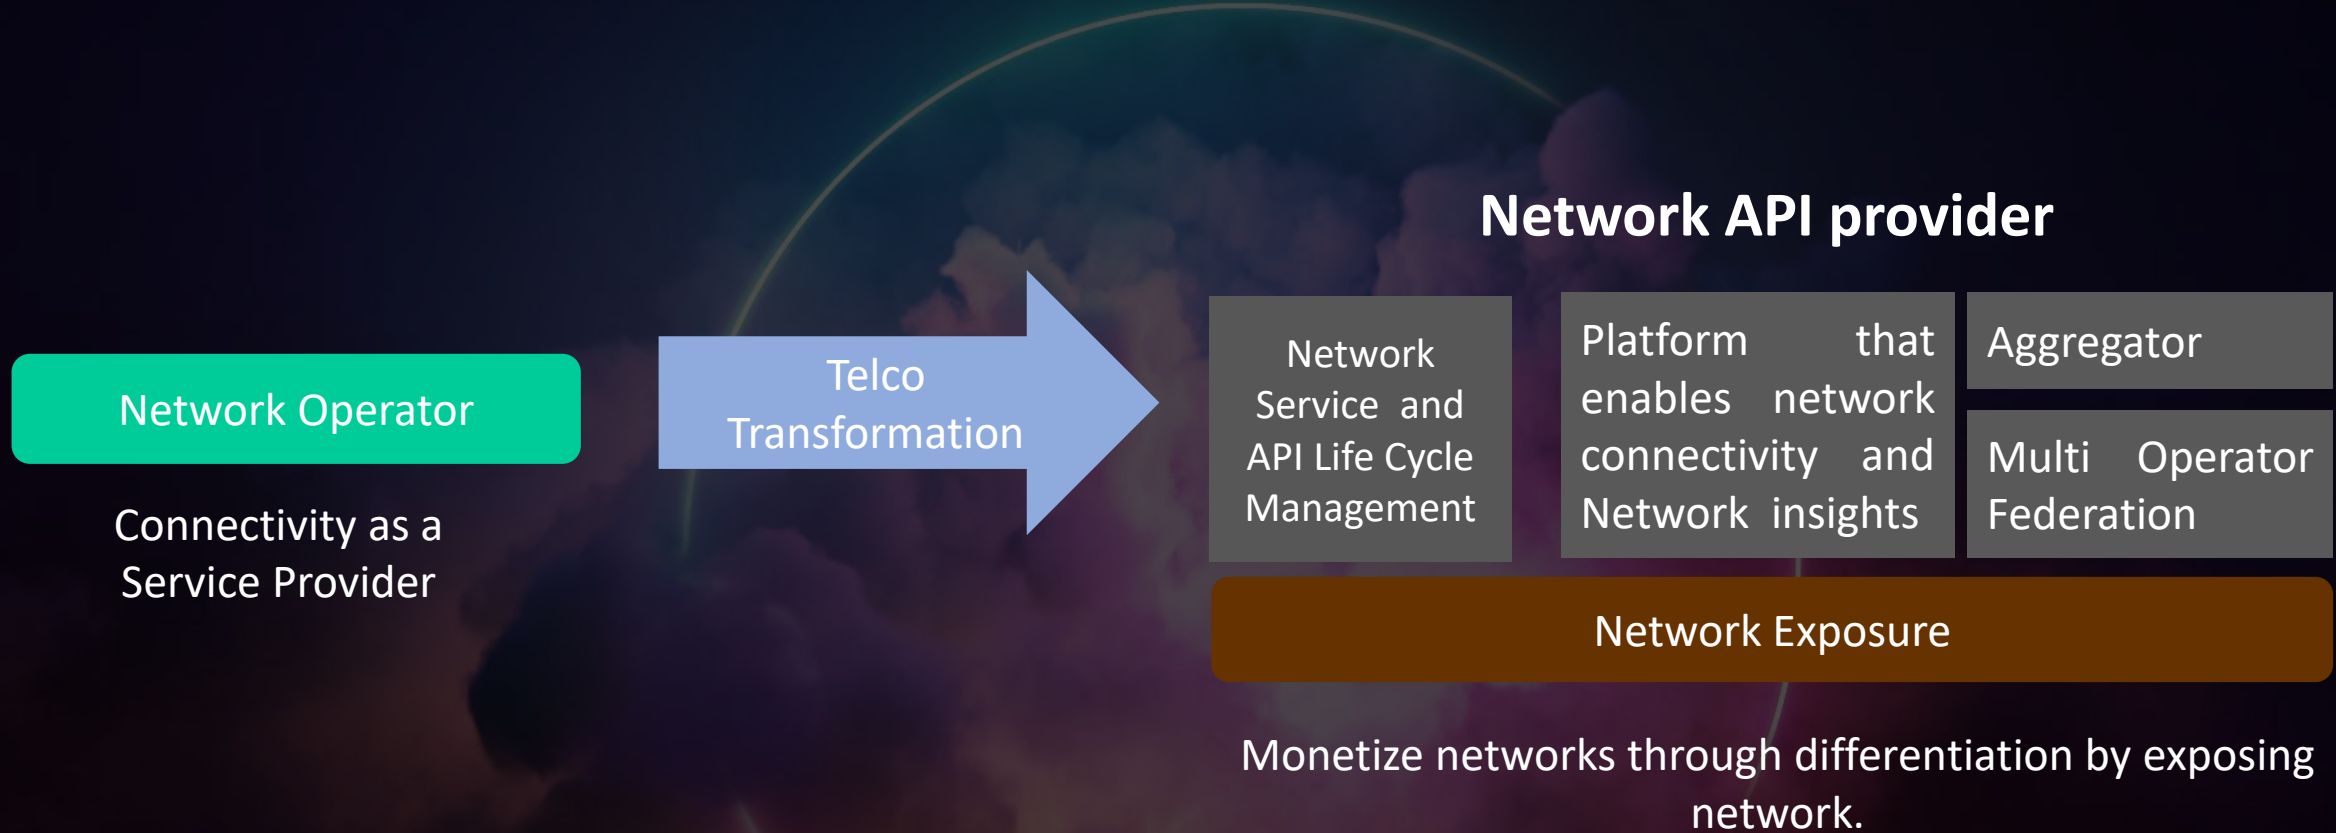 Network API provider
Network Operator
Connectivity as a
Service Provider
Telco
Transformation
Network
Service and
API Life Cycle
Management
Platform that
enables network
connectivity and
Network insights
Aggregator
Multi Operator
Federation
Network Exposure
Monetize networks through differentiation by exposing
network.